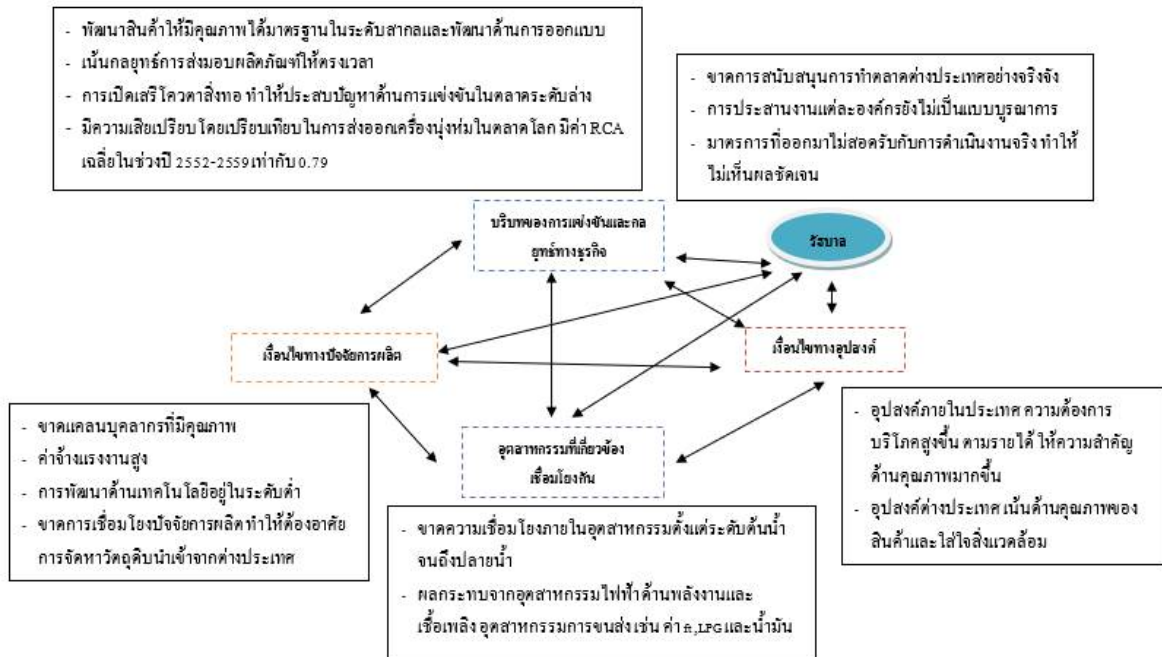 - พัฒนาสินค้าให้มีคุณภาพได้มาตรฐานในระดับสากลและพัฒนาด้านการออกแบบ
- เน้นกลยุทธ์การส่งมอบผลิตภัณฑ์ให้ตรงเวลา
- การเปิดเสรีโควตาสิ่งทอ ทำให้ประสบปัญหาด้านการแข่งขันในตลาดระดับล่าง
- มีความเสียเปรียบโดยเปรียบเทียบในการส่งออกเครื่องนุ่งห่มในตลาดโลก มีค่า RCA
เฉลี่ยในช่วงปี 2552-2559 เท่ากับ 0.79
- ขาดการสนับสนุนการทำตลาดต่างประเทศอย่างจริงจัง
- การประสานงานแต่ละองค์กรยังไม่เป็นแบบบูรณาการ
- มาตรการที่ออกมาไม่สอดรับกับการดำเนินงานจริง ทำให้
ไม่เห็นผลชัดเจน
บริบทของการแข่งขันและกล
ยุทธ์ทางธุรกิจ
รัฐบาล
เงื่อนไขทางปัจจัยการผลิต
เงื่อนไขทางอุปสงค์
อุตสาหกรรมที่เกี่ยวข้อง
เชื่อมโยงกัน
- ขาดแคลนบุคลากรที่มีคุณภาพ
- ค่าจ้างแรงงานสูง
- การพัฒนาด้านเทคโนโลยีอยู่ในระดับต่ำ
- ขาดการเชื่อมโยงปัจจัยการผลิต ทำให้ต้องอาศัย
การจัดหาวัตถุดิบนำเข้าจากต่างประเทศ
- อุปสงค์ภายในประเทศ ความต้องการ
บริโภคสูงขึ้น ตามรายได้ ให้ความสำคัญ
ด้านคุณภาพมากขึ้น
- อุปสงค์ต่างประเทศ เน้นด้านคุณภาพของ
สินค้าและใส่ใจสิ่งแวดล้อม
- ขาดความเชื่อมโยงภายในอุตสาหกรรมตั้งแต่ระดับต้นน้ำ
จนถึงปลายน้ำ
- ผลกระทบจากอุตสาหกรรมไฟฟ้าด้านพลังงานและ
เชื้อเพลิง อุตสาหกรรมการขนส่ง เช่น ค่า ft,LPG และน้ำมัน